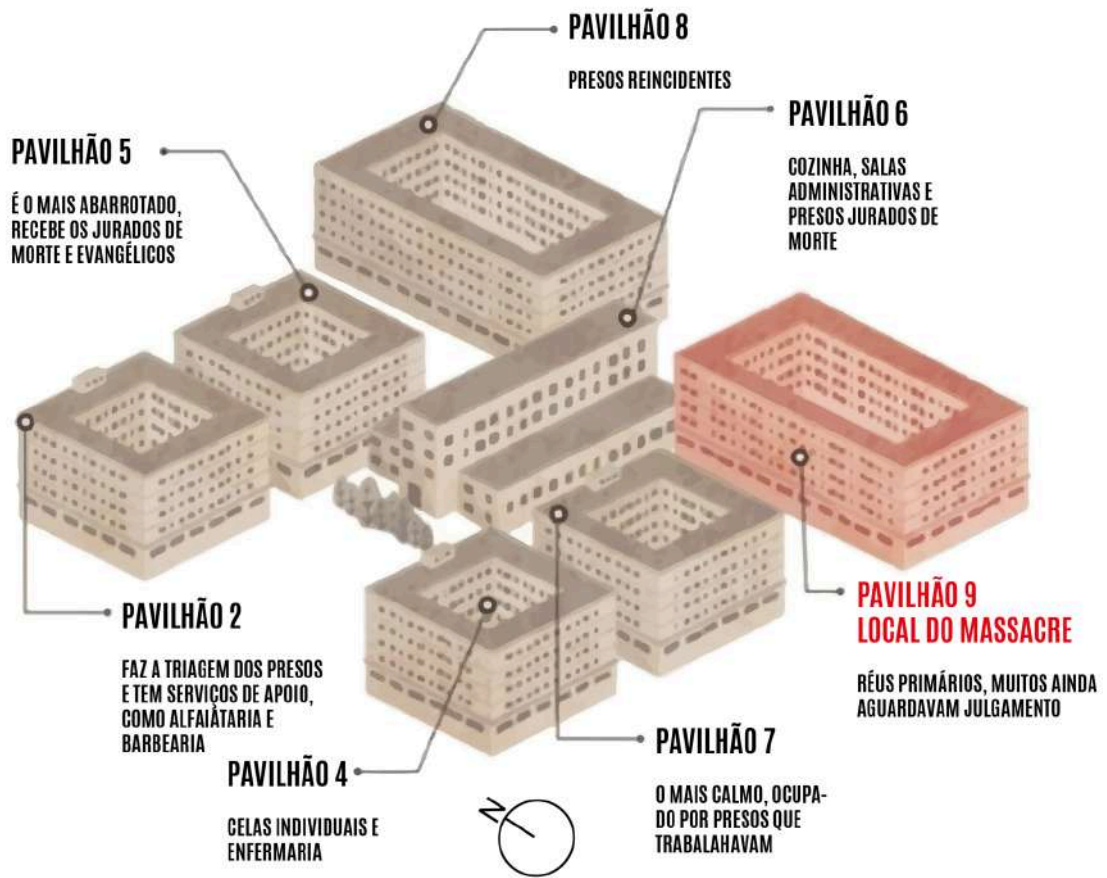 PAVILHÃO 8
PRESOS REINCIDENTES
PAVILHÃO 6
COZINHA, SALAS
ADMINISTRATIVAS E
PRESOS JURADOS DE
MORTE
PAVILHÃO 5
É O MAIS ABARROTADO,
RECEBE OS JURADOS DE
MORTE E EVANGÉLICOS
PAVILHÃO 9
LOCAL DO MASSACRE
RÉUS PRIMÁRIOS, MUITOS AINDA
AGUARDAVAM JULGAMENTO
PAVILHÃO 2
FAZ A TRIAGEM DOS PRESOS
E TEM SERVIÇOS DE APOIO,
COMO ALFAIATARIA E
BARBEARIA
PAVILHÃO 7
O MAIS CALMO, OCUPA-
DO POR PRESOS QUE
TRABALAHAVAM
PAVILHÃO 4
CELAS INDIVIDUAIS E
ENFERMARIA
N